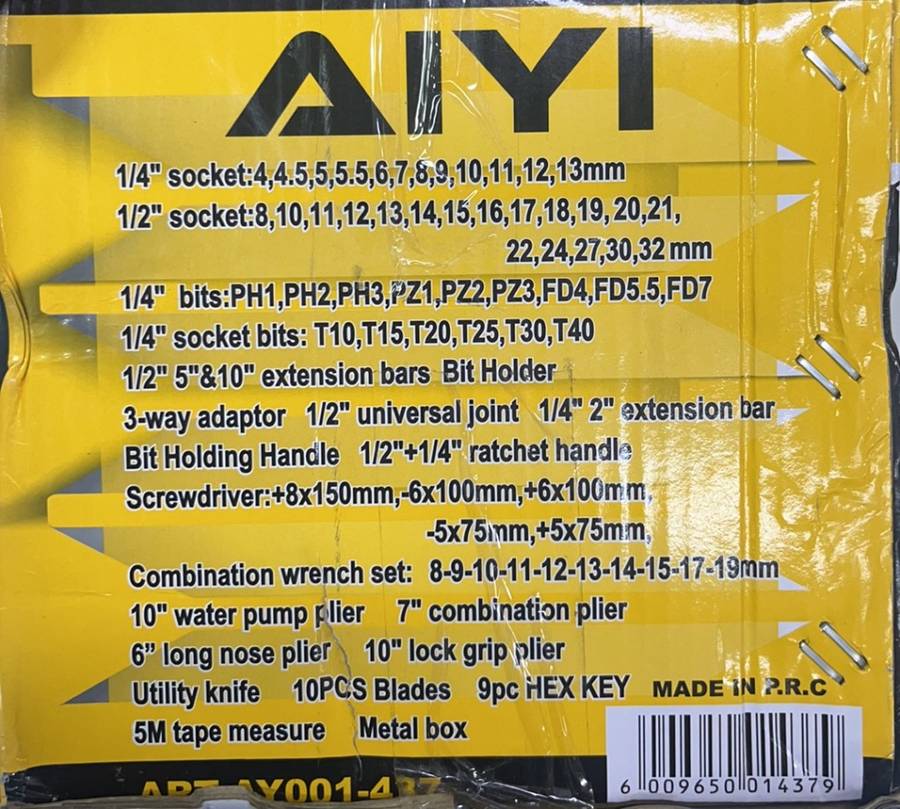 AIYI
1/4" socket:4,4.5,5,5.5,6,7,8,9,10,11,12,13mm
1/2" socket:8,10,11,12,13,14,15,16,17,18,19,20,21,
22,24,27,30,32 mm
1/4" bits:PH1,PH2,PH3,PZ1,PZ2,PZ3,FD4,FD5.5,FD7
1/4" socket bits: T10,T15,T20,T25,T30,T40
1/2" 5"&10" extension bars Bit Holder
3-way adaptor 1/2" universal joint 1/4" 2" extension bar
Bit Holding Handle 1/2"+1/4" ratchet handle
Screwdriver:+8x150mm,-6x100mm,+6x100mm,
-5x75mm,+5x75mm,
Combination wrench set: 8-9-10-11-12-13-14-15-17-19mm
10" water pump plier 7" combination plier
6” long nose plier 10" lock grip plier
Utility knife 10PCS Blades 9pc HEX KEY MADE IN P.R.C
5M tape measure Metal box
6 009650 014379